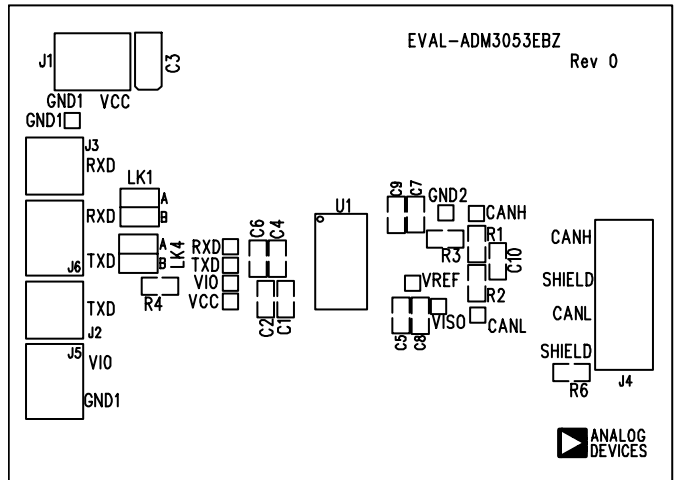 EVAL-ADM3053EBZ
Rev 0
J1
C3
GND1 VCC
GND1
J3
RXD
LK1
A
B
RXD
J6
TXD
A
B
LK4
R4
TXD
J2
J5
VIO
GND1
RXD
TXD
VIO
VCC
C6
C4
C2
C1
U1
C9
C7
GND2
CANH
R1
R3
C10
R2
VREF
VISO
CANL
C5
C8
CANH
SHIELD
CANL
SHIELD
R6
J4
ANALOG
DEVICES